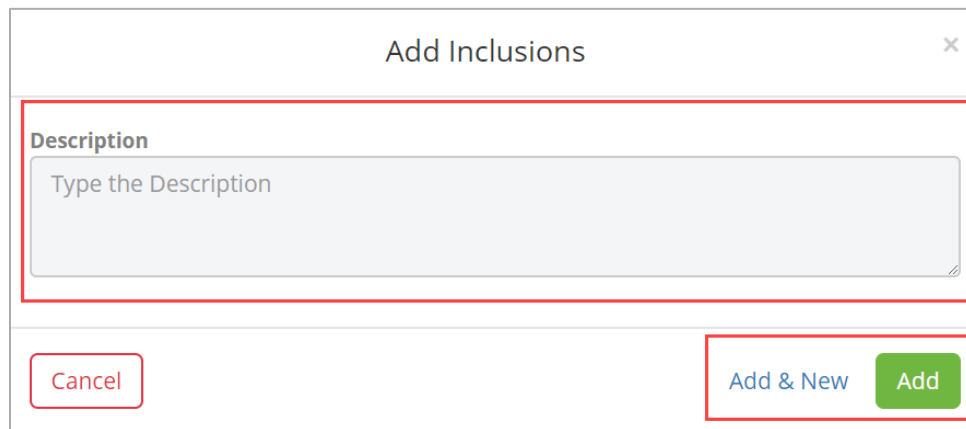 Add Inclusions ×
Description
Type the Description
Cancel Add & New Add